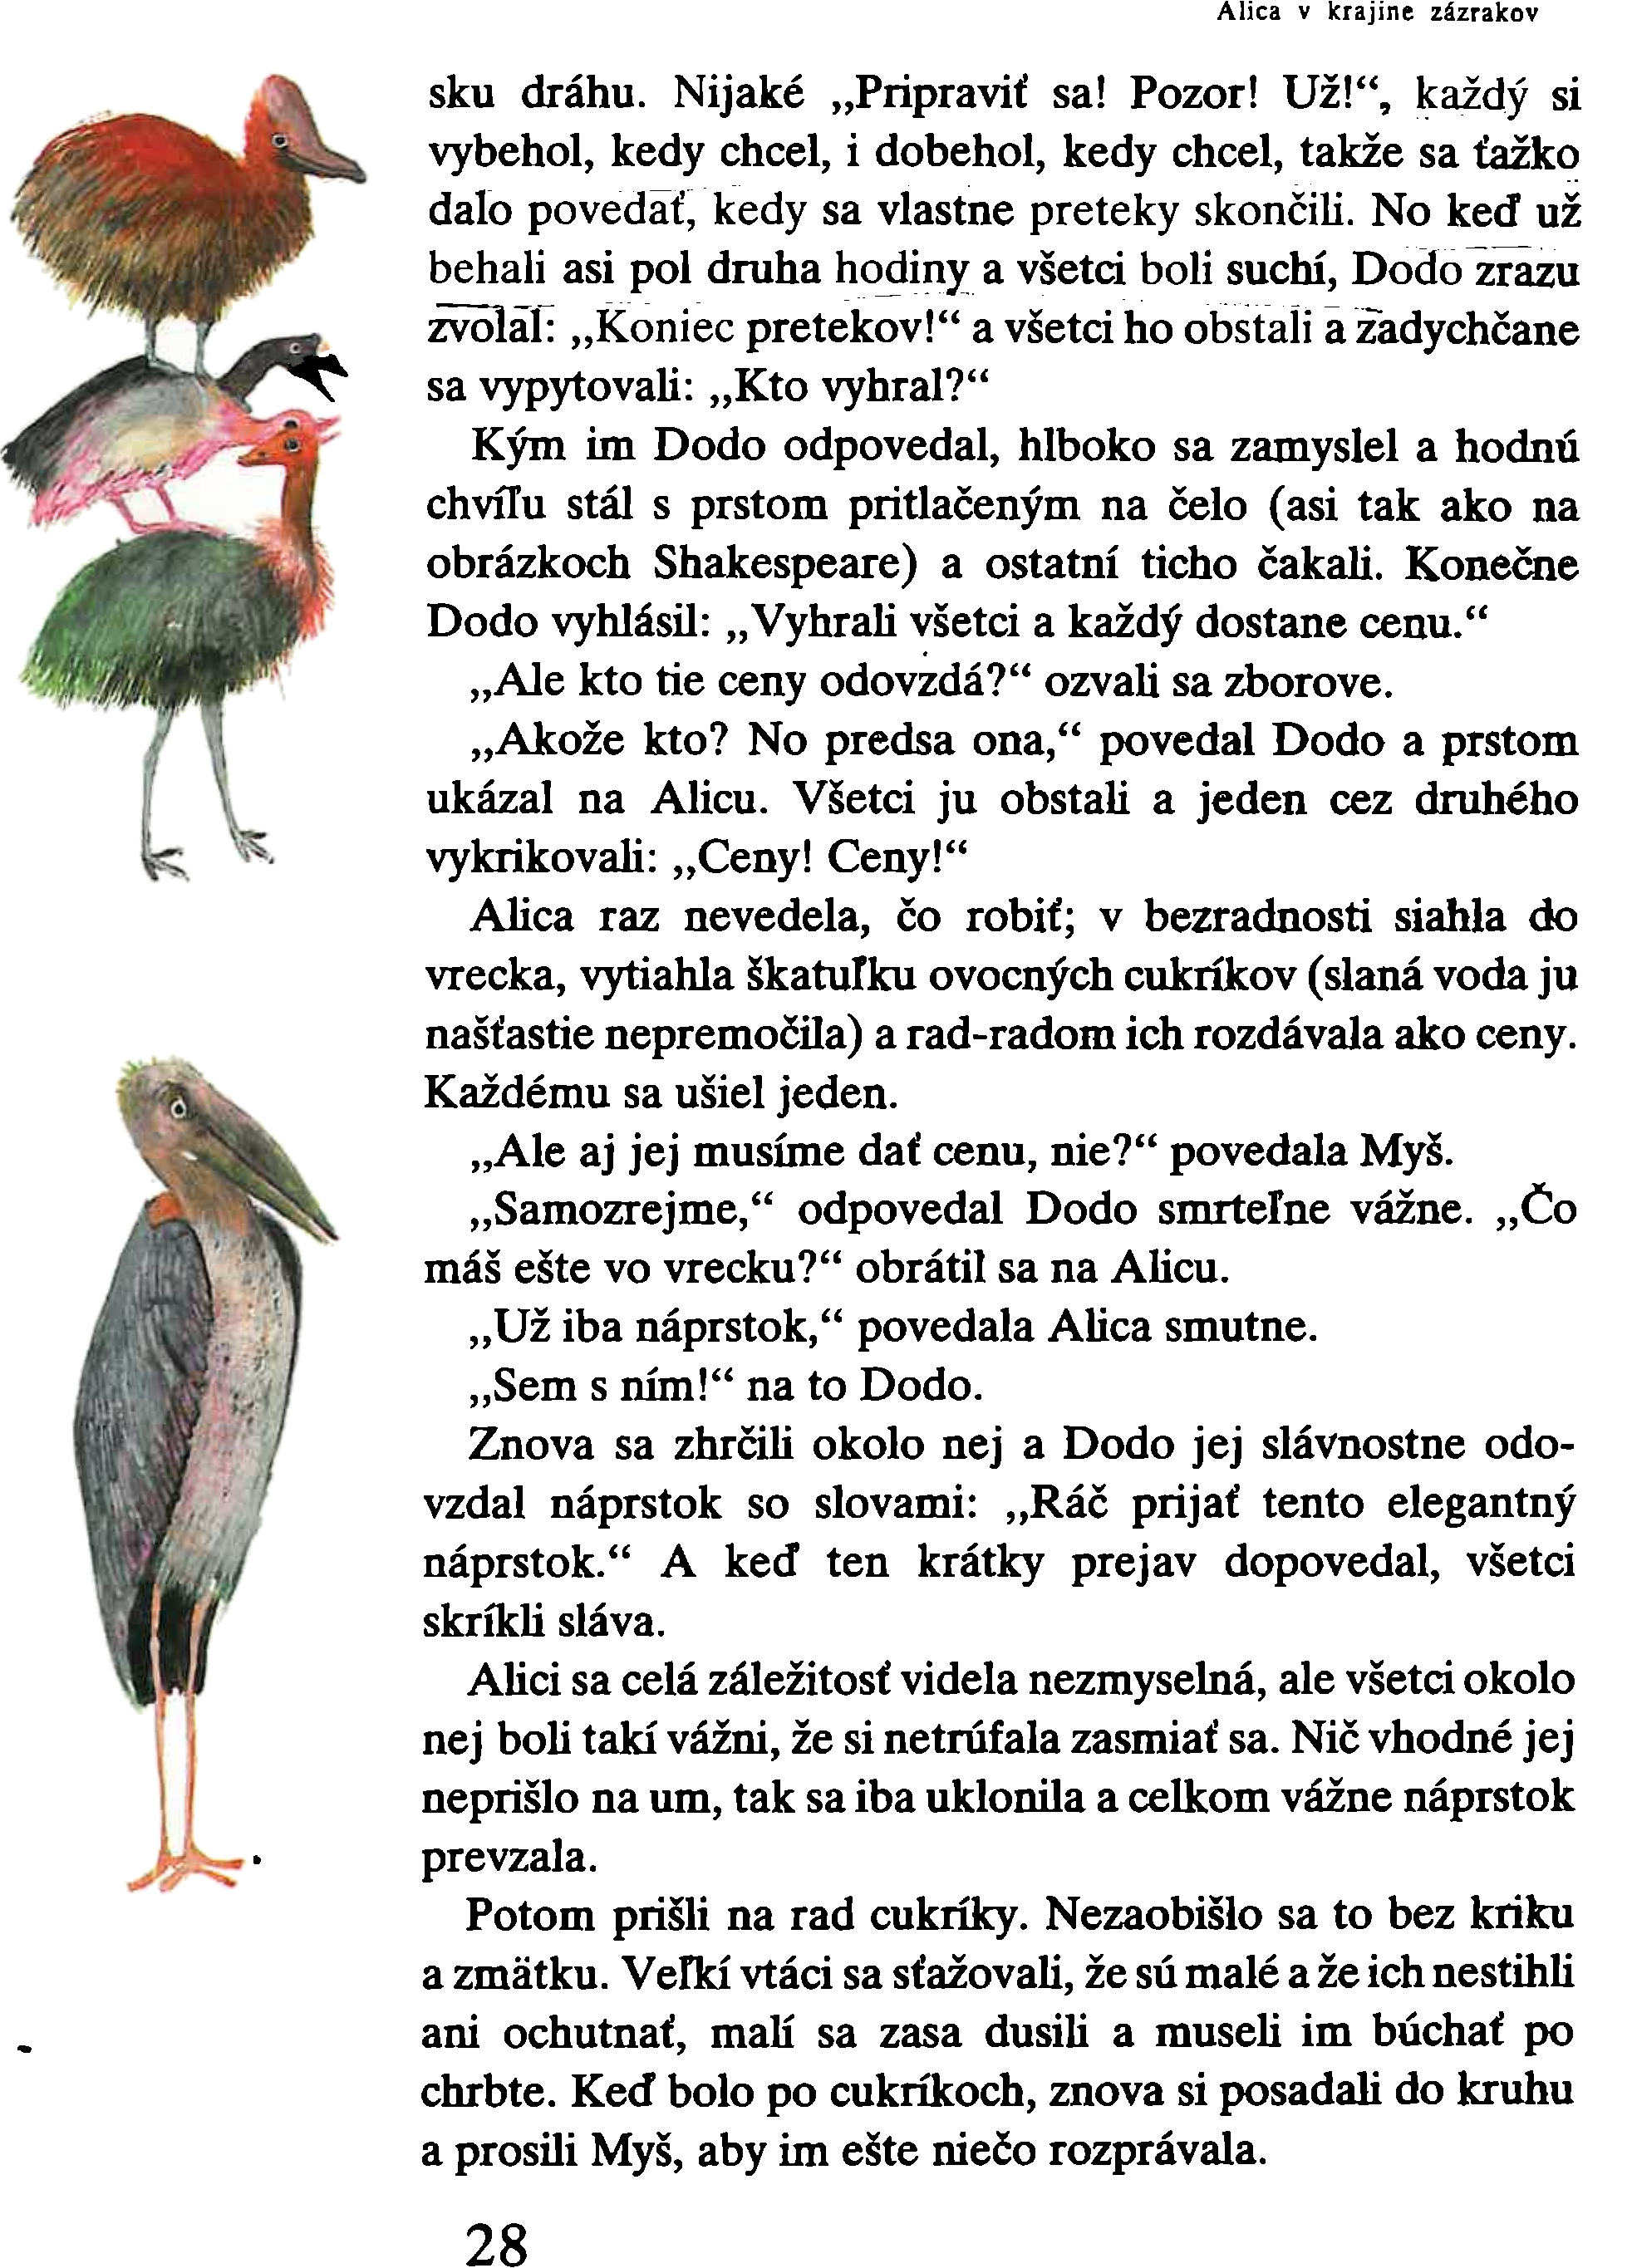 Alica v krajine zázrakov
sku dráhu. Nijaké „Pripraviť sa! Pozor! Už!“, každý si
vybehol, kedy chcel, i dobehol, kedy chcel, takže sa ťažko
dalo povedať, kedy sa vlastne preteky skončili. No keď už
behali asi pol druha hodiny a všetci boli suchí, Dodo zrazu
zvolal: „Koniec pretekov!“ a všetci ho obstali a zadychčane
sa vypytovali: „Kto vyhral?“
Kým im Dodo odpovedal, hlboko sa zamyslel a hodnú
chvíľu stál s prstom pritlačeným na čelo (asi tak ako na
obrázkoch Shakespeare) a ostatní ticho čakali. Konečne
Dodo vyhlásil: „Vyhrali všetci a každý dostane cenu.“
„Ale kto tie ceny odovzdá?“ ozvali sa zborove.
„Akože kto? No predsa ona,“ povedal Dodo a prstom
ukázal na Alicu. Všetci ju obstali a jeden cez druhého
vykrikovali: „Ceny! Ceny!“
Alica raz nevedela, čo robiť; v bezradnosti siahla do
vrecka, vytiahla škatuľku ovocných cukríkov (slaná voda ju
našťastie nepremočila) a rad-radom ich rozdávala ako ceny.
Každému sa ušiel jeden.
„Ale aj jej musíme dať cenu, nie?“ povedala Myš.
„Samozrejme,“ odpovedal Dodo smrteľne vážne. „Čo
máš ešte vo vrecku?“ obrátil sa na Alicu.
„Už iba náprstok,“ povedala Alica smutne.
„Sem s ním!“ na to Dodo.
Znova sa zhrčili okolo nej a Dodo jej slávnostne odo-
vzdal náprstok so slovami: „Ráč prijať tento elegantný
náprstok.“ A keď ten krátky prejav dopovedal, všetci
skríkli sláva.
Alici sa celá záležitosť videla nezmyselná, ale všetci okolo
nej boli takí vážni, že si netrúfala zasmiať sa. Nič vhodné jej
neprišlo na um, tak sa iba uklonila a celkom vážne náprstok
prevzala.
Potom prišli na rad cukríky. Nezaobišlo sa to bez kriku
a zmätku. Veľkí vtáci sa sťažovali, že sú malé a že ich nestihli
ani ochutnať, malí sa zasa dusili a museli im búchať po
chrbte. Keď bolo po cukríkoch, znova si posadali do kruhu
a prosili Myš, aby im ešte niečo rozprávala.
28